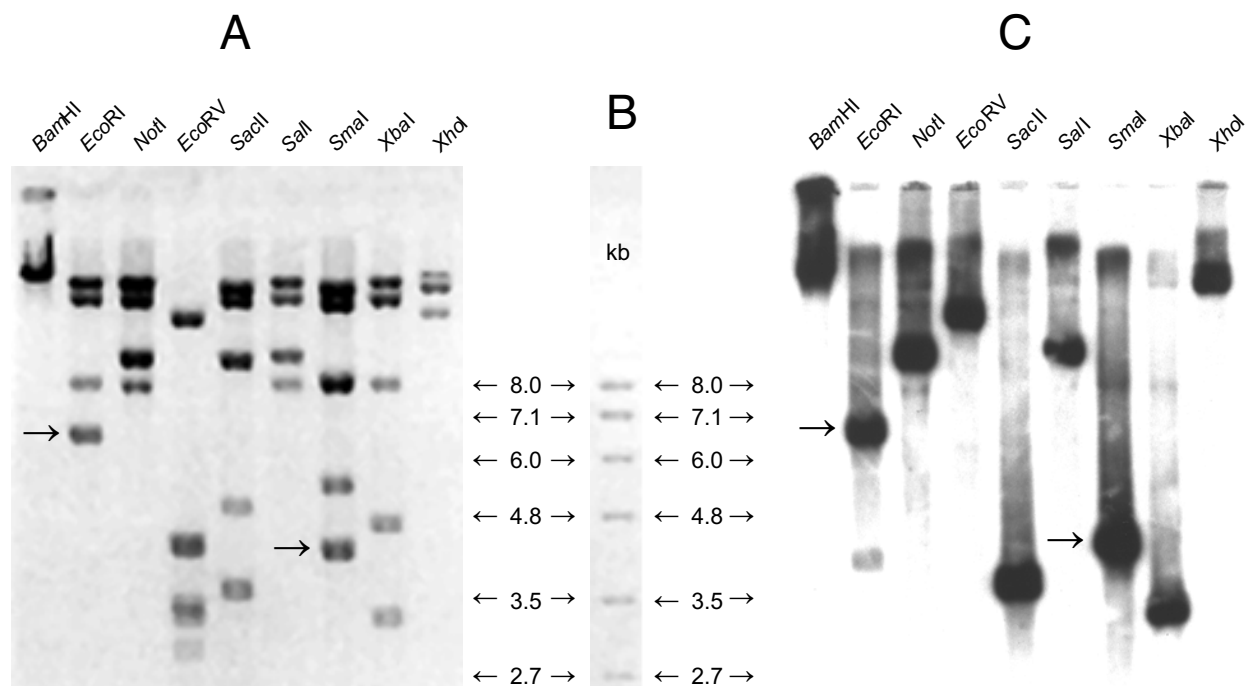 A
C
B
BamHI
EcoRI
NotI
EcoRV
SacII
SalI
SmaI
XbaI
XhoI
BamHI
EcoRI
NotI
EcoRV
SacII
SalI
SmaI
XbaI
XhoI
kb
← 8.0 → ← 8.0 →
← 7.1 → ← 7.1 →
→
→
← 6.0 → ← 6.0 →
← 4.8 → ← 4.8 →
→
→
← 3.5 → ← 3.5 →
← 2.7 → ← 2.7 →